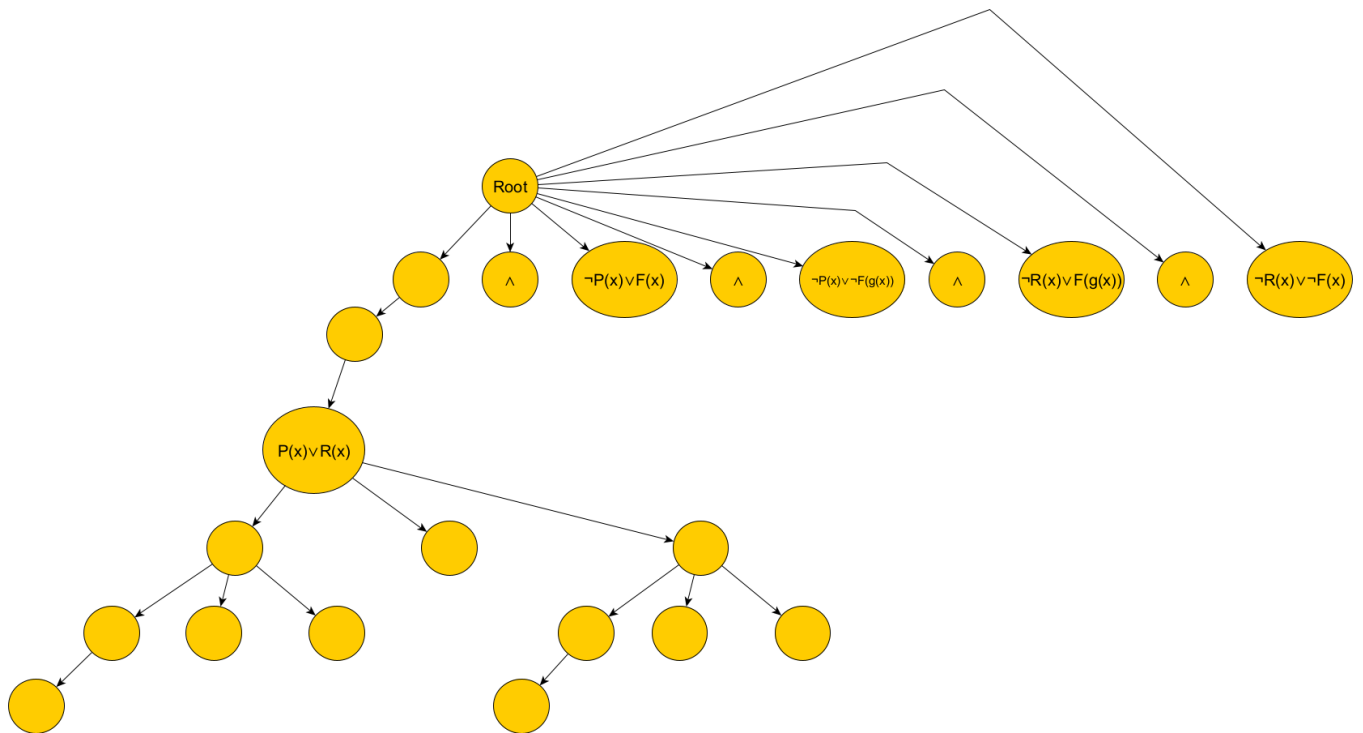 Root
∧
¬P(x)∨F(x)
∧
¬P(x)∨¬F(g(x))
∧
¬R(x)∨F(g(x))
∧
¬R(x)∨¬F(x)
P(x)∨R(x)